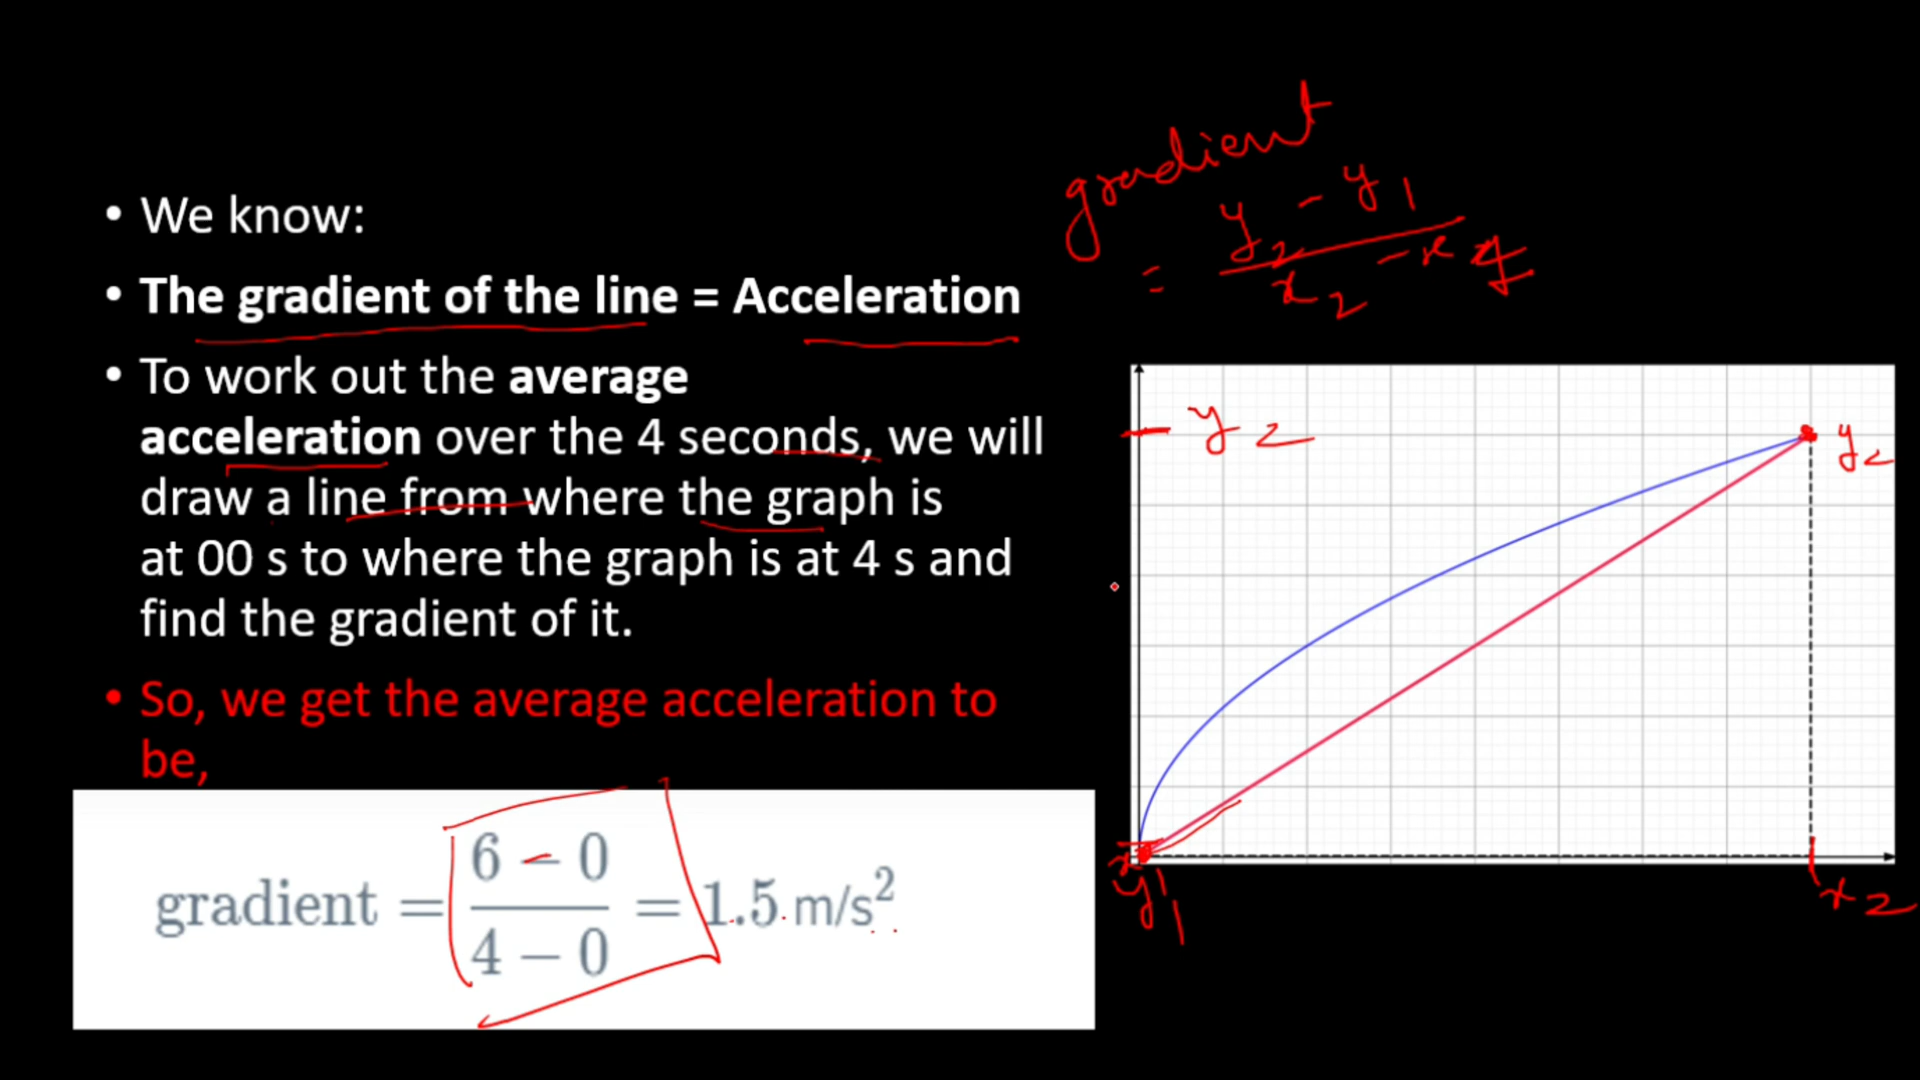 • We know:
• The gradient of the line = Acceleration
• To work out the average
acceleration over the 4 seconds, we will
draw a line from where the graph is
at 00 s to where the graph is at 4 s and
find the gradient of it.
• So, we get the average acceleration to
be,
gradient = (6 − 0) / (4 − 0) = 1.5 m/s²
gradient
= (y₂ − y₁) / (x₂ − x₁)
y₂
y₂
y₁
x₂